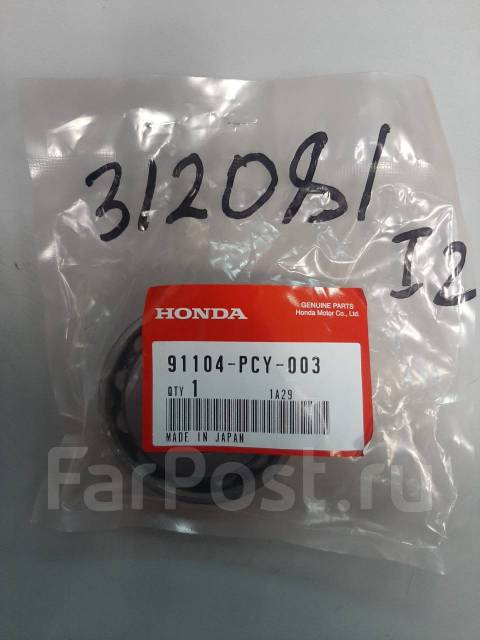 312081
I2
HONDA
GENUINE PARTS
Honda Motor Co., Ltd.
91104-PCY-003
QTY 1 1A29
MADE IN JAPAN
FarPost.ru